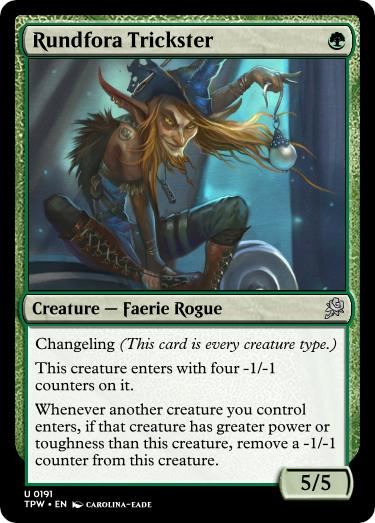 Rundfora Trickster
Creature — Faerie Rogue
Changeling (This card is every creature type.)
This creature enters with four -1/-1
counters on it.
Whenever another creature you control
enters, if that creature has greater power or
toughness than this creature, remove a -1/-1
counter from this creature.
5/5
U 0191
TPW • EN CAROLINA-EADE